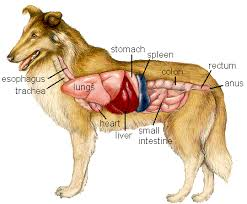 stomach
spleen
colon
rectum
esophagus
trachea
lungs
anus
heart
liver
small
intestine